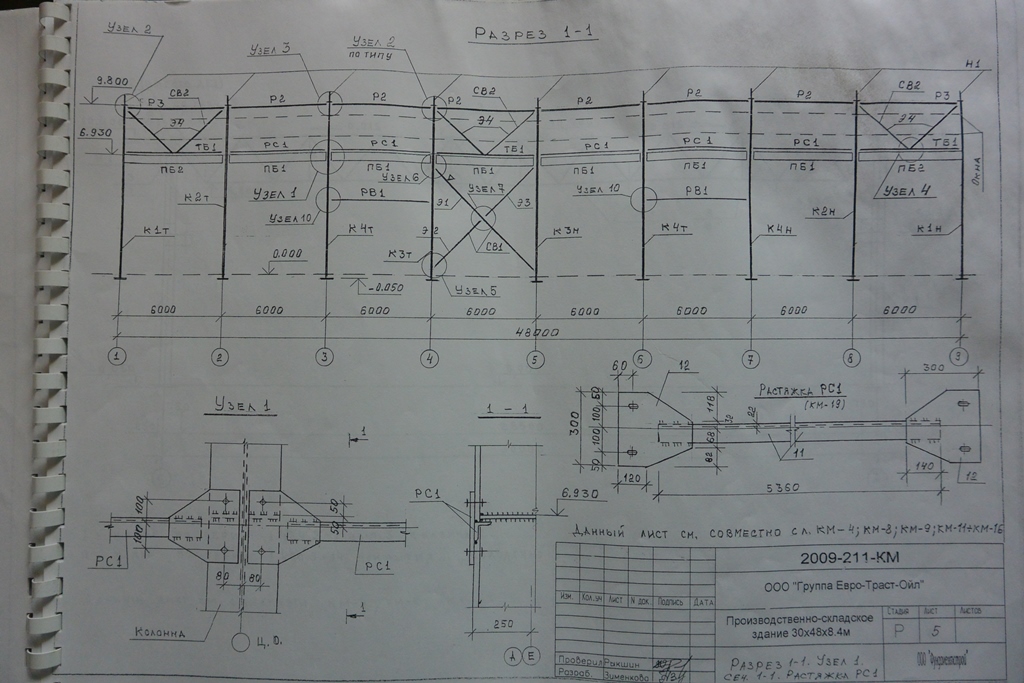 РАЗРЕЗ 1-1
УЗЕЛ 2
УЗЕЛ 3
УЗЕЛ 2
ПО ТИПУ
Н1
ОКНА
9.800
Р3
СВ2
Р2
Р2
Р2
Р2
Р2
Р2
СВ2
Р3
СВ2
Э4
Э4
Э4
6.930
ТБ1
РС1
РС1
ТБ1
РС1
РС1
РС1
ТБ1
ПБ2
ПБ1
ПБ1
ПБ1
ПБ1
ПБ1
ПБ1
ПБ2
УЗЕЛ 1
УЗЕЛ 6
УЗЕЛ 7
Э3
УЗЕЛ 10
УЗЕЛ 4
РВ1
УЗЕЛ 10
Э1
Э2
СВ1
УЗЕЛ 5
РВ1
К1Т
К2Т
К4Т
К3Т
К3Н
К4Т
К4Н
К2Н
К1Н
0.000
-0.050
6000
6000
6000
6000
6000
6000
6000
6000
48000
1
2
3
4
5
6
7
8
9
РАСТЯЖКА РС1
(КМ-19)
300
12
140
12
11
60
118
68
82
50
100
100
50
300
120
5360
УЗЕЛ 1
РС1
РС1
100
100
50
50
80
80
1
1
КОЛОННА
Ц.О.
1-1
6.930
РС1
250
А
Е
ДАННЫЙ ЛИСТ СМ. СОВМЕСТНО С Л. КМ-4; КМ-8; КМ-9; КМ-11÷КМ-16
2009-211-КМ
ООО "Группа Евро-Траст-Ойл"
Изм Кол.уч Лист N док Подпись ДАТА
Производственно-складское
здание 30х48х8.4м
Стадия Лист Листов
Р 5
Проверил Ракшин
Разраб. Зименкова
РАЗРЕЗ 1-1. УЗЕЛ 1.
СЕЧ. 1-1. РАСТЯЖКА РС1
ООО